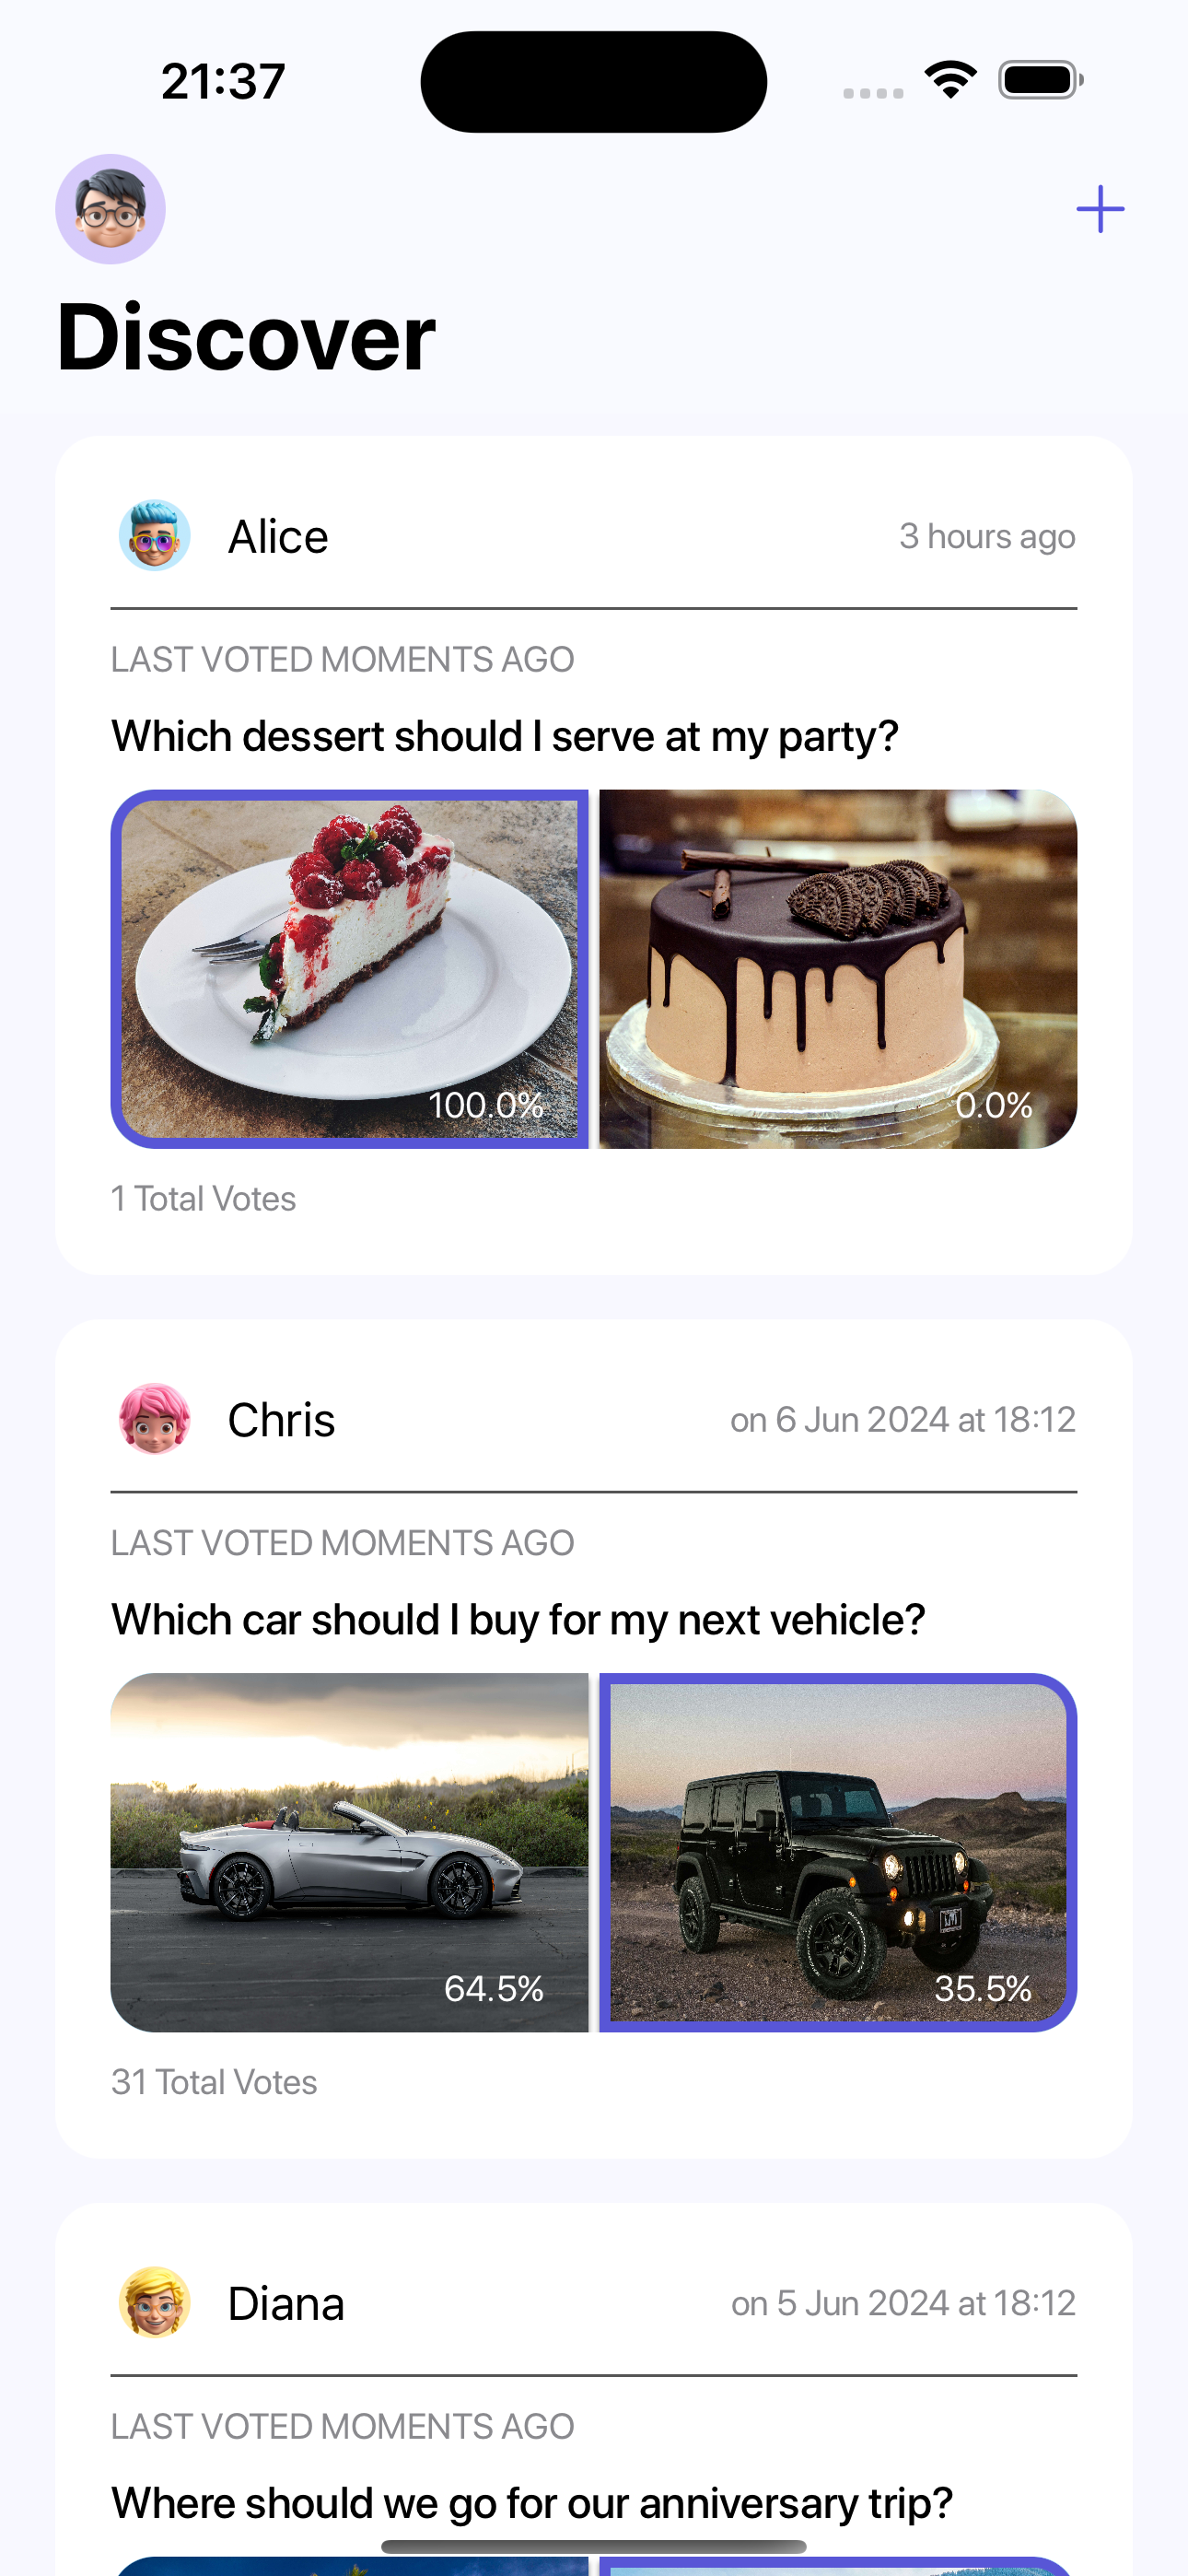 21:37
Discover
Alice
3 hours ago
LAST VOTED MOMENTS AGO
Which dessert should I serve at my party?
100.0%
0.0%
1 Total Votes
Chris
on 6 Jun 2024 at 18:12
LAST VOTED MOMENTS AGO
Which car should I buy for my next vehicle?
64.5%
35.5%
31 Total Votes
Diana
on 5 Jun 2024 at 18:12
LAST VOTED MOMENTS AGO
Where should we go for our anniversary trip?